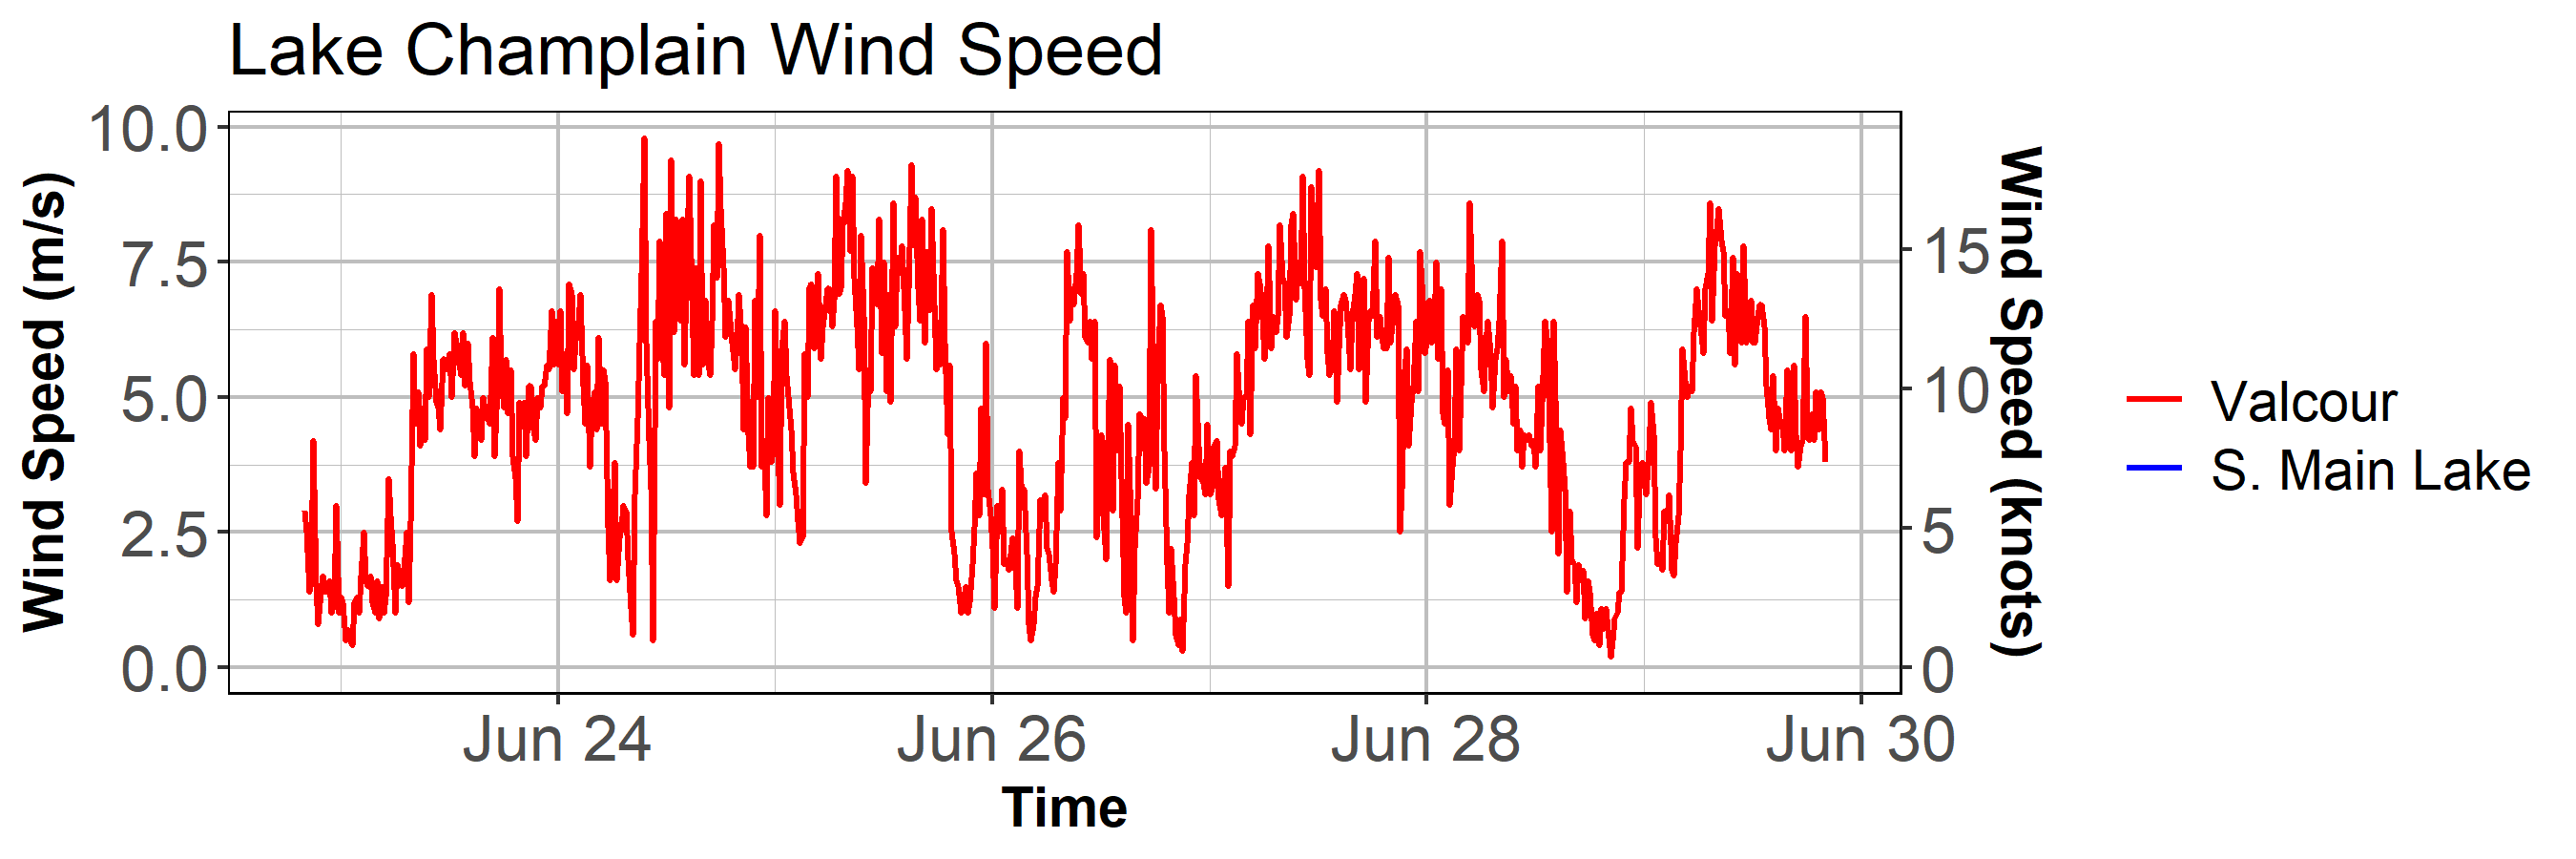 Lake Champlain Wind Speed
10.0
7.5
5.0
2.5
0.0
Wind Speed (m/s)
15
10
5
0
Wind Speed (knots)
Jun 24
Jun 26
Jun 28
Jun 30
Time
Valcour
S. Main Lake